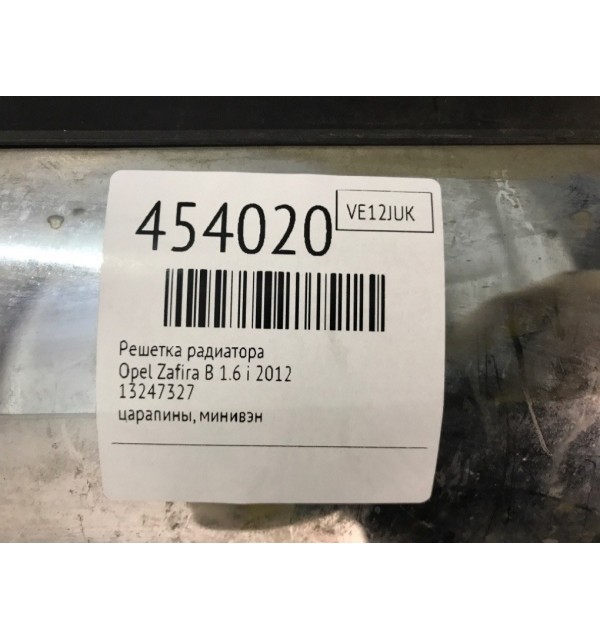 454020
VE12JUK
Решетка радиатора
Opel Zafira B 1.6 i 2012
13247327
царапины, минивэн